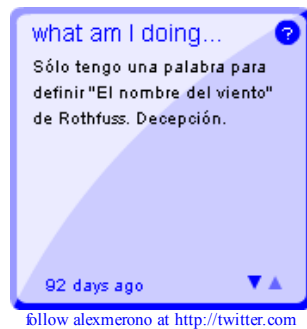 what am I doing... ?
Sólo tengo una palabra para
definir "El nombre del viento"
de Rothfuss. Decepción.
92 days ago
follow alexmerono at http://twitter.com